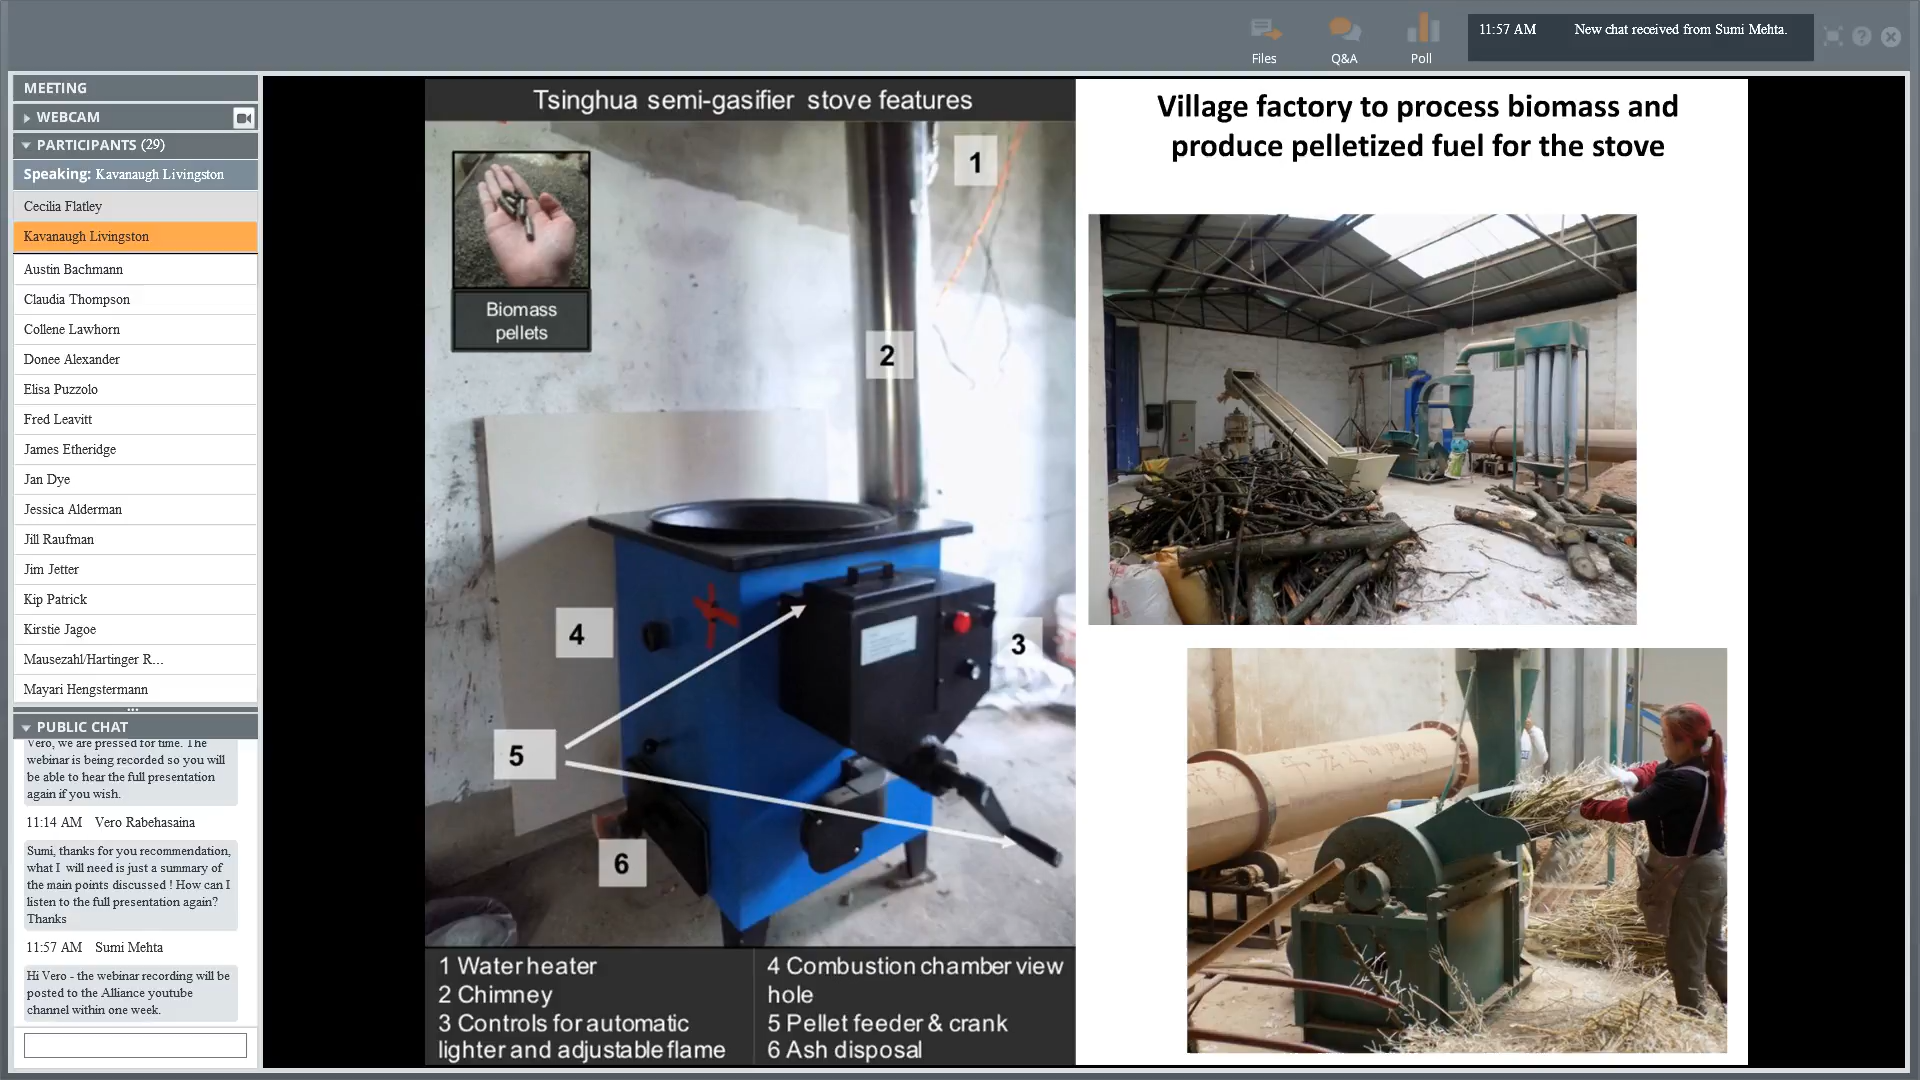 Files
Q&A
Poll
11:57 AM New chat received from Sumi Mehta.
MEETING
WEBCAM
PARTICIPANTS (29)
Speaking: Kavanaugh Livingston
Cecilia Flatley
Kavanaugh Livingston
Austin Bachmann
Claudia Thompson
Collene Lawhorn
Donee Alexander
Elisa Puzzolo
Fred Leavitt
James Etheridge
Jan Dye
Jessica Alderman
Jill Raufman
Jim Jetter
Kip Patrick
Kirstie Jagoe
Mausezahl/Hartinger R...
Mayari Hengstermann
PUBLIC CHAT
Vero, we are pressed for time. The
webinar is being recorded so you will
be able to hear the full presentation
again if you wish.
11:14 AM Vero Rabehasaina
Sumi, thanks for you recommendation,
what I will need is just a summary of
the main points discussed ! How can I
listen to the full presentation again?
Thanks
11:57 AM Sumi Mehta
Hi Vero - the webinar recording will be
posted to the Alliance youtube
channel within one week.
Tsinghua semi-gasifier stove features
Biomass
pellets
1
2
3
4
5
6
1 Water heater
2 Chimney
3 Controls for automatic
lighter and adjustable flame
4 Combustion chamber view
hole
5 Pellet feeder & crank
6 Ash disposal
Village factory to process biomass and
produce pelletized fuel for the stove